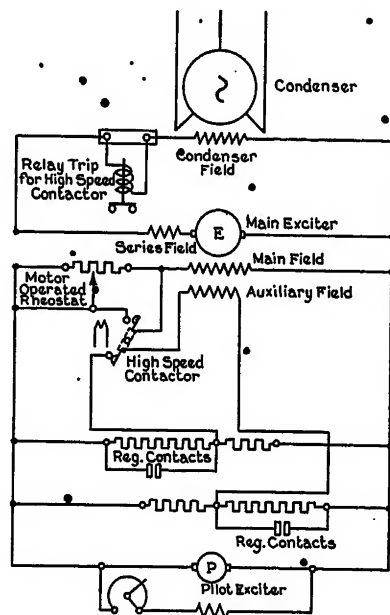 Condenser
Condenser
Field
Relay Trip
for High Speed
Contactor
Main Exciter
E
Series Field
Main Field
Motor
Operated
Rheostat
Auxiliary Field
High Speed
Contactor
Reg. Contacts
Reg. Contacts
P
Pilot Exciter